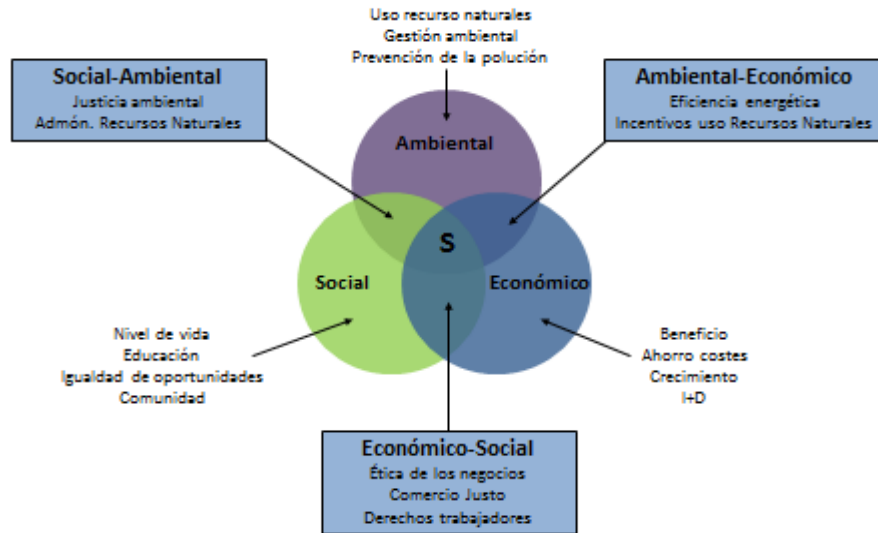 Uso recurso naturales
Gestión ambiental
Prevención de la polución
Social-Ambiental
Justicia ambiental
Admón. Recursos Naturales
Ambiental-Económico
Eficiencia energética
Incentivos uso Recursos Naturales
Ambiental
S
Social
Económico
Nivel de vida
Educación
Igualdad de oportunidades
Comunidad
Beneficio
Ahorro costes
Crecimiento
I+D
Económico-Social
Ética de los negocios
Comercio Justo
Derechos trabajadores